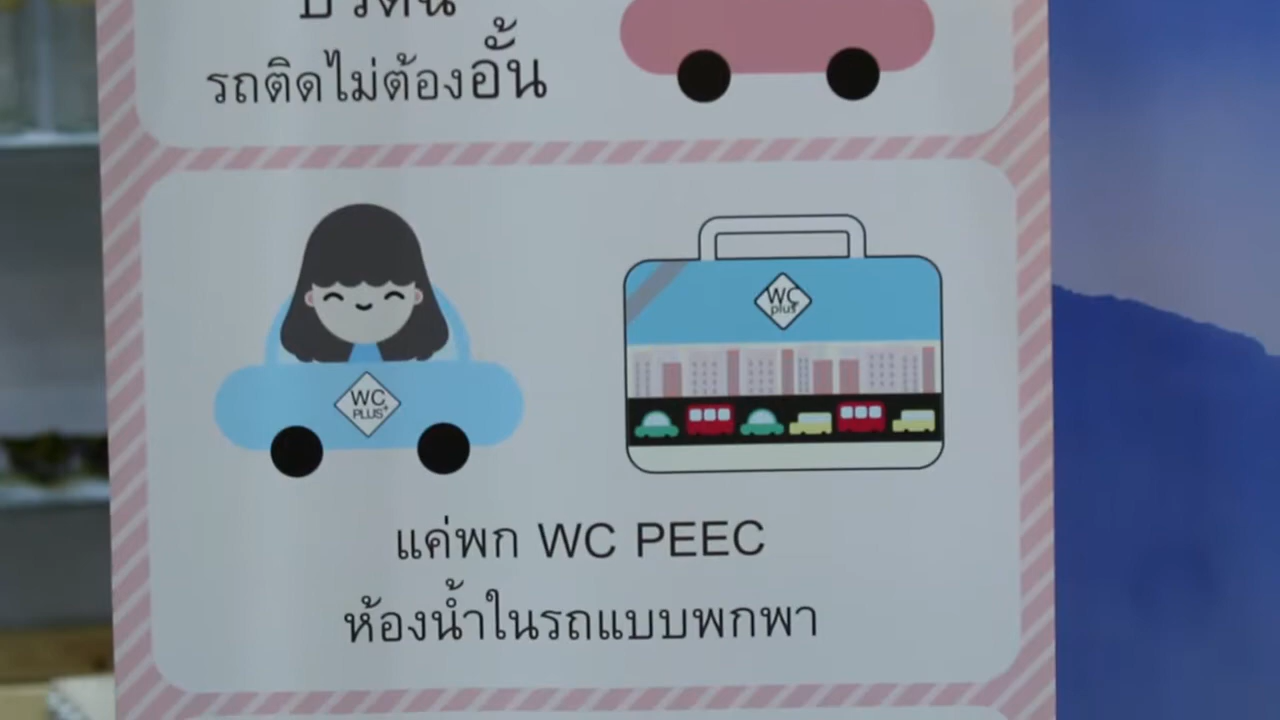 รถติดไม่ต้องอั้น
WC
PLUS+
WC
plus
แค่พก WC PEEC
ห้องน้ำในรถแบบพกพา